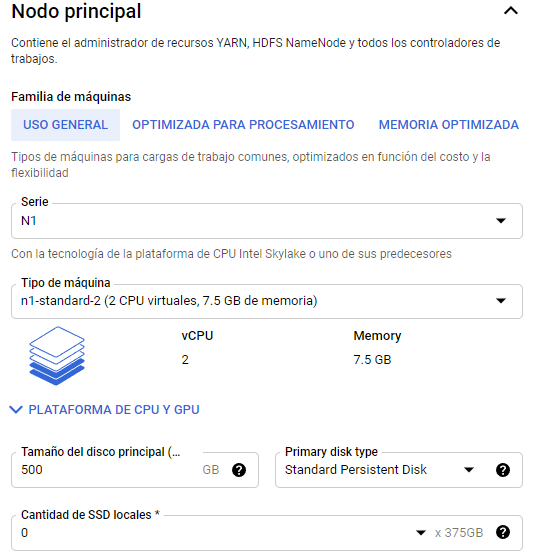 Nodo principal
Contiene el administrador de recursos YARN, HDFS NameNode y todos los controladores de
trabajos.
Familia de máquinas
USO GENERAL OPTIMIZADA PARA PROCESAMIENTO MEMORIA OPTIMIZADA
Tipos de máquinas para cargas de trabajo comunes, optimizados en función del costo y la
flexibilidad
Serie
N1
Con la tecnología de la plataforma de CPU Intel Skylake o uno de sus predecesores
Tipo de máquina
n1-standard-2 (2 CPU virtuales, 7.5 GB de memoria)
vCPU Memory
2 7.5 GB
PLATAFORMA DE CPU Y GPU
Tamaño del disco principal (... Primary disk type
500 GB ? Standard Persistent Disk ?
Cantidad de SSD locales *
0 x 375GB ?